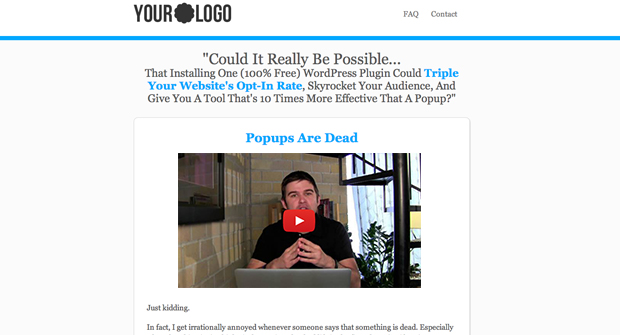 YOUR LOGO
FAQ Contact
"Could It Really Be Possible...
That Installing One (100% Free) WordPress Plugin Could Triple
Your Website's Opt-In Rate, Skyrocket Your Audience, And
Give You A Tool That's 10 Times More Effective That A Popup?"
Popups Are Dead
Just kidding.
In fact, I get irrationally annoyed whenever someone says that something is dead. Especially